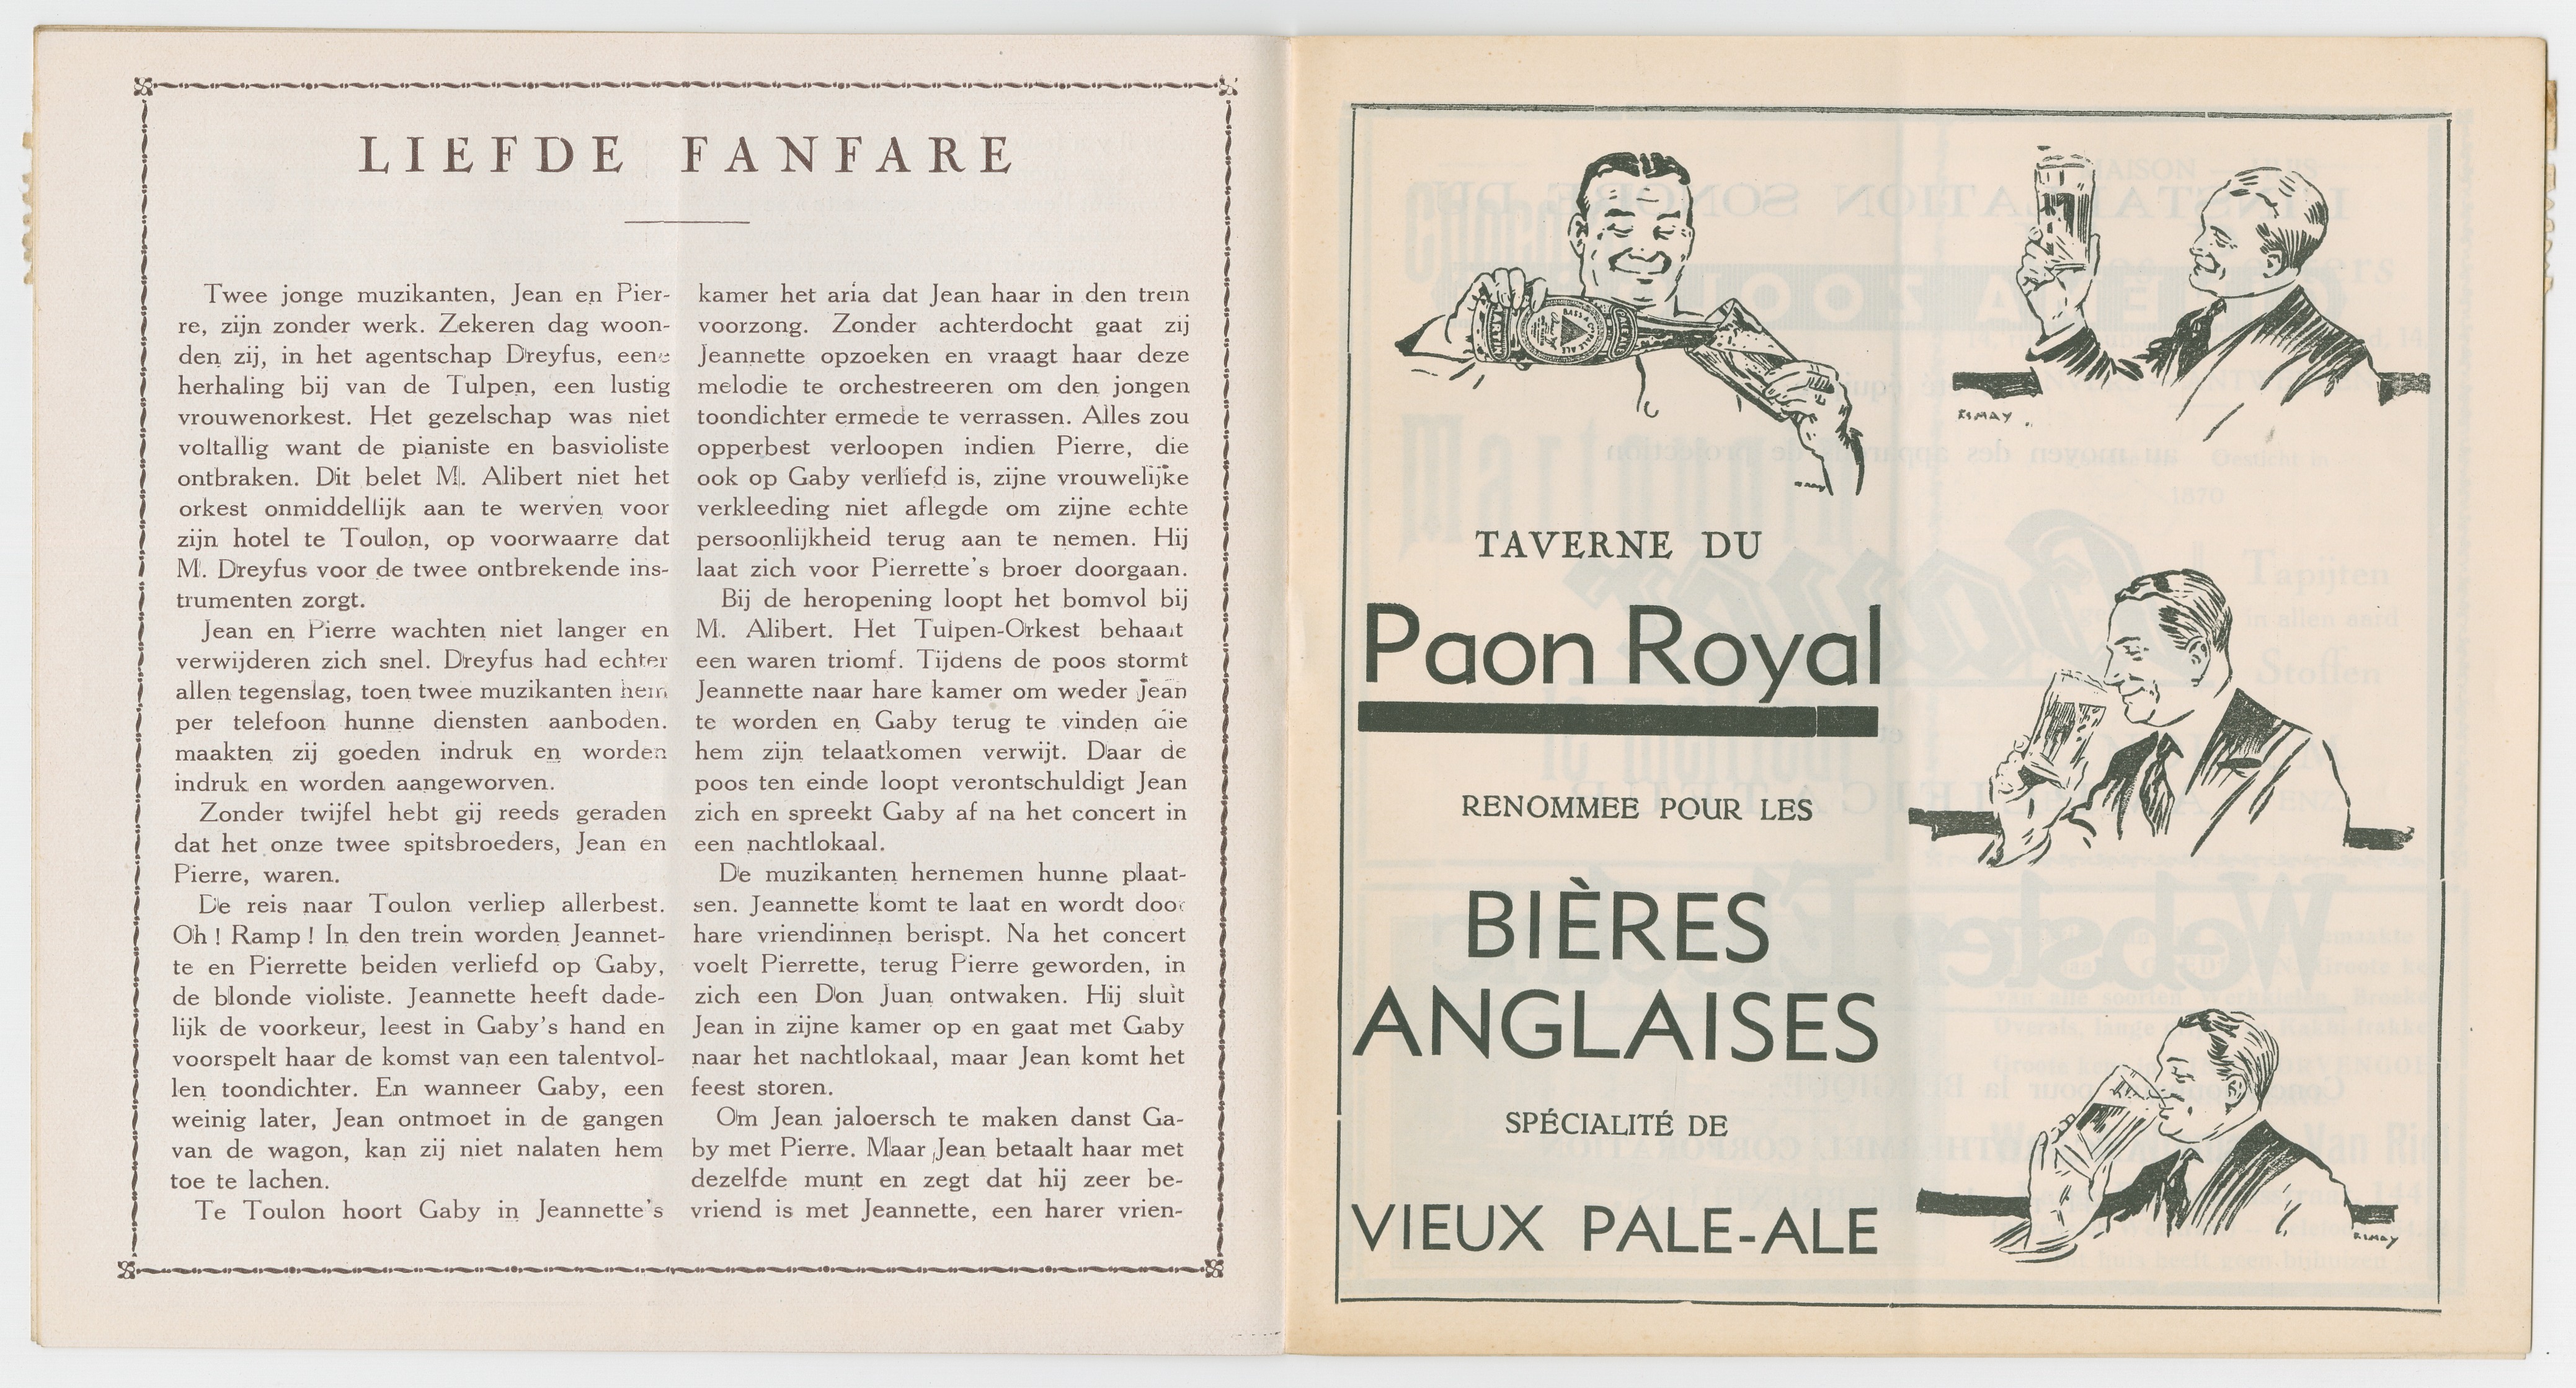 LIEFDE FANFARE
Twee jonge muzikanten, Jean en Pier-
re, zijn zonder werk. Zekeren dag woon-
den zij, in het agentschap Dreyfus, eene
herhaling bij van de Tulpen, een lustig
vrouwenorkest. Het gezelschap was niet
voltallig want de pianiste en basvioliste
ontbraken. Dit belet M. Alibert niet het
orkest onmiddellijk aan te werven voor
zijn hotel te Toulon, op voorwaarre dat
M. Dreyfus voor de twee ontbrekende ins-
trumenten zorgt.
Jean en Pierre wachten niet langer en
verwijderen zich snel. Dreyfus had echter
allen tegenslag, toen twee muzikanten hem
per telefoon hunne diensten aanboden.
maakten zij goeden indruk en worden
indruk en worden aangeworven.
Zonder twijfel hebt gij reeds geraden
dat het onze twee spitsbroeders, Jean en
Pierre, waren.
De reis naar Toulon verliep allerbest.
Oh ! Ramp ! In den trein worden Jeannet-
te en Pierrette beiden verliefd op Gaby,
de blonde violiste. Jeannette heeft dade-
lijk de voorkeur, leest in Gaby's hand en
voorspelt haar de komst van een talentvol-
len toondichter. En wanneer Gaby, een
weinig later, Jean ontmoet in de gangen
van de wagon, kan zij niet nalaten hem
toe te lachen.
Te Toulon hoort Gaby in Jeannette's
kamer het aria dat Jean haar in den trein
voorzong. Zonder achterdocht gaat zij
Jeannette opzoeken en vraagt haar deze
melodie te orchestreeren om den jongen
toondichter ermede te verrassen. Alles zou
opperbest verloopen indien Pierre, die
ook op Gaby verliefd is, zijne vrouwelijke
verkleeding niet aflegde om zijne echte
persoonlijkheid terug aan te nemen. Hij
laat zich voor Pierrette's broer doorgaan.
Bij de heropening loopt het bomvol bij
M. Alibert. Het Tulpen-Orkest behaalt
een waren triomf. Tijdens de poos stormt
Jeannette naar hare kamer om weder Jean
te worden en Gaby terug te vinden die
hem zijn telaatkomen verwijt. Daar de
poos ten einde loopt verontschuldigt Jean
zich en spreekt Gaby af na het concert in
een nachtlokaal.
De muzikanten hernemen hunne plaat-
sen. Jeannette komt te laat en wordt door
hare vriendinnen berispt. Na het concert
voelt Pierrette, terug Pierre geworden, in
zich een Don Juan ontwaken. Hij sluit
Jean in zijne kamer op en gaat met Gaby
naar het nachtlokaal, maar Jean komt het
feest storen.
Om Jean jaloersch te maken danst Ga-
by met Pierre. Maar Jean betaalt haar met
dezelfde munt en zegt dat hij zeer be-
vriend is met Jeannette, een harer vrien-
BASS & CO'S PALE ALE
REMAY
TAVERNE DU
Paon Royal
RENOMMEE POUR LES
BIÈRES
ANGLAISES
SPÉCIALITÉ DE
VIEUX PALE-ALE
REMAY